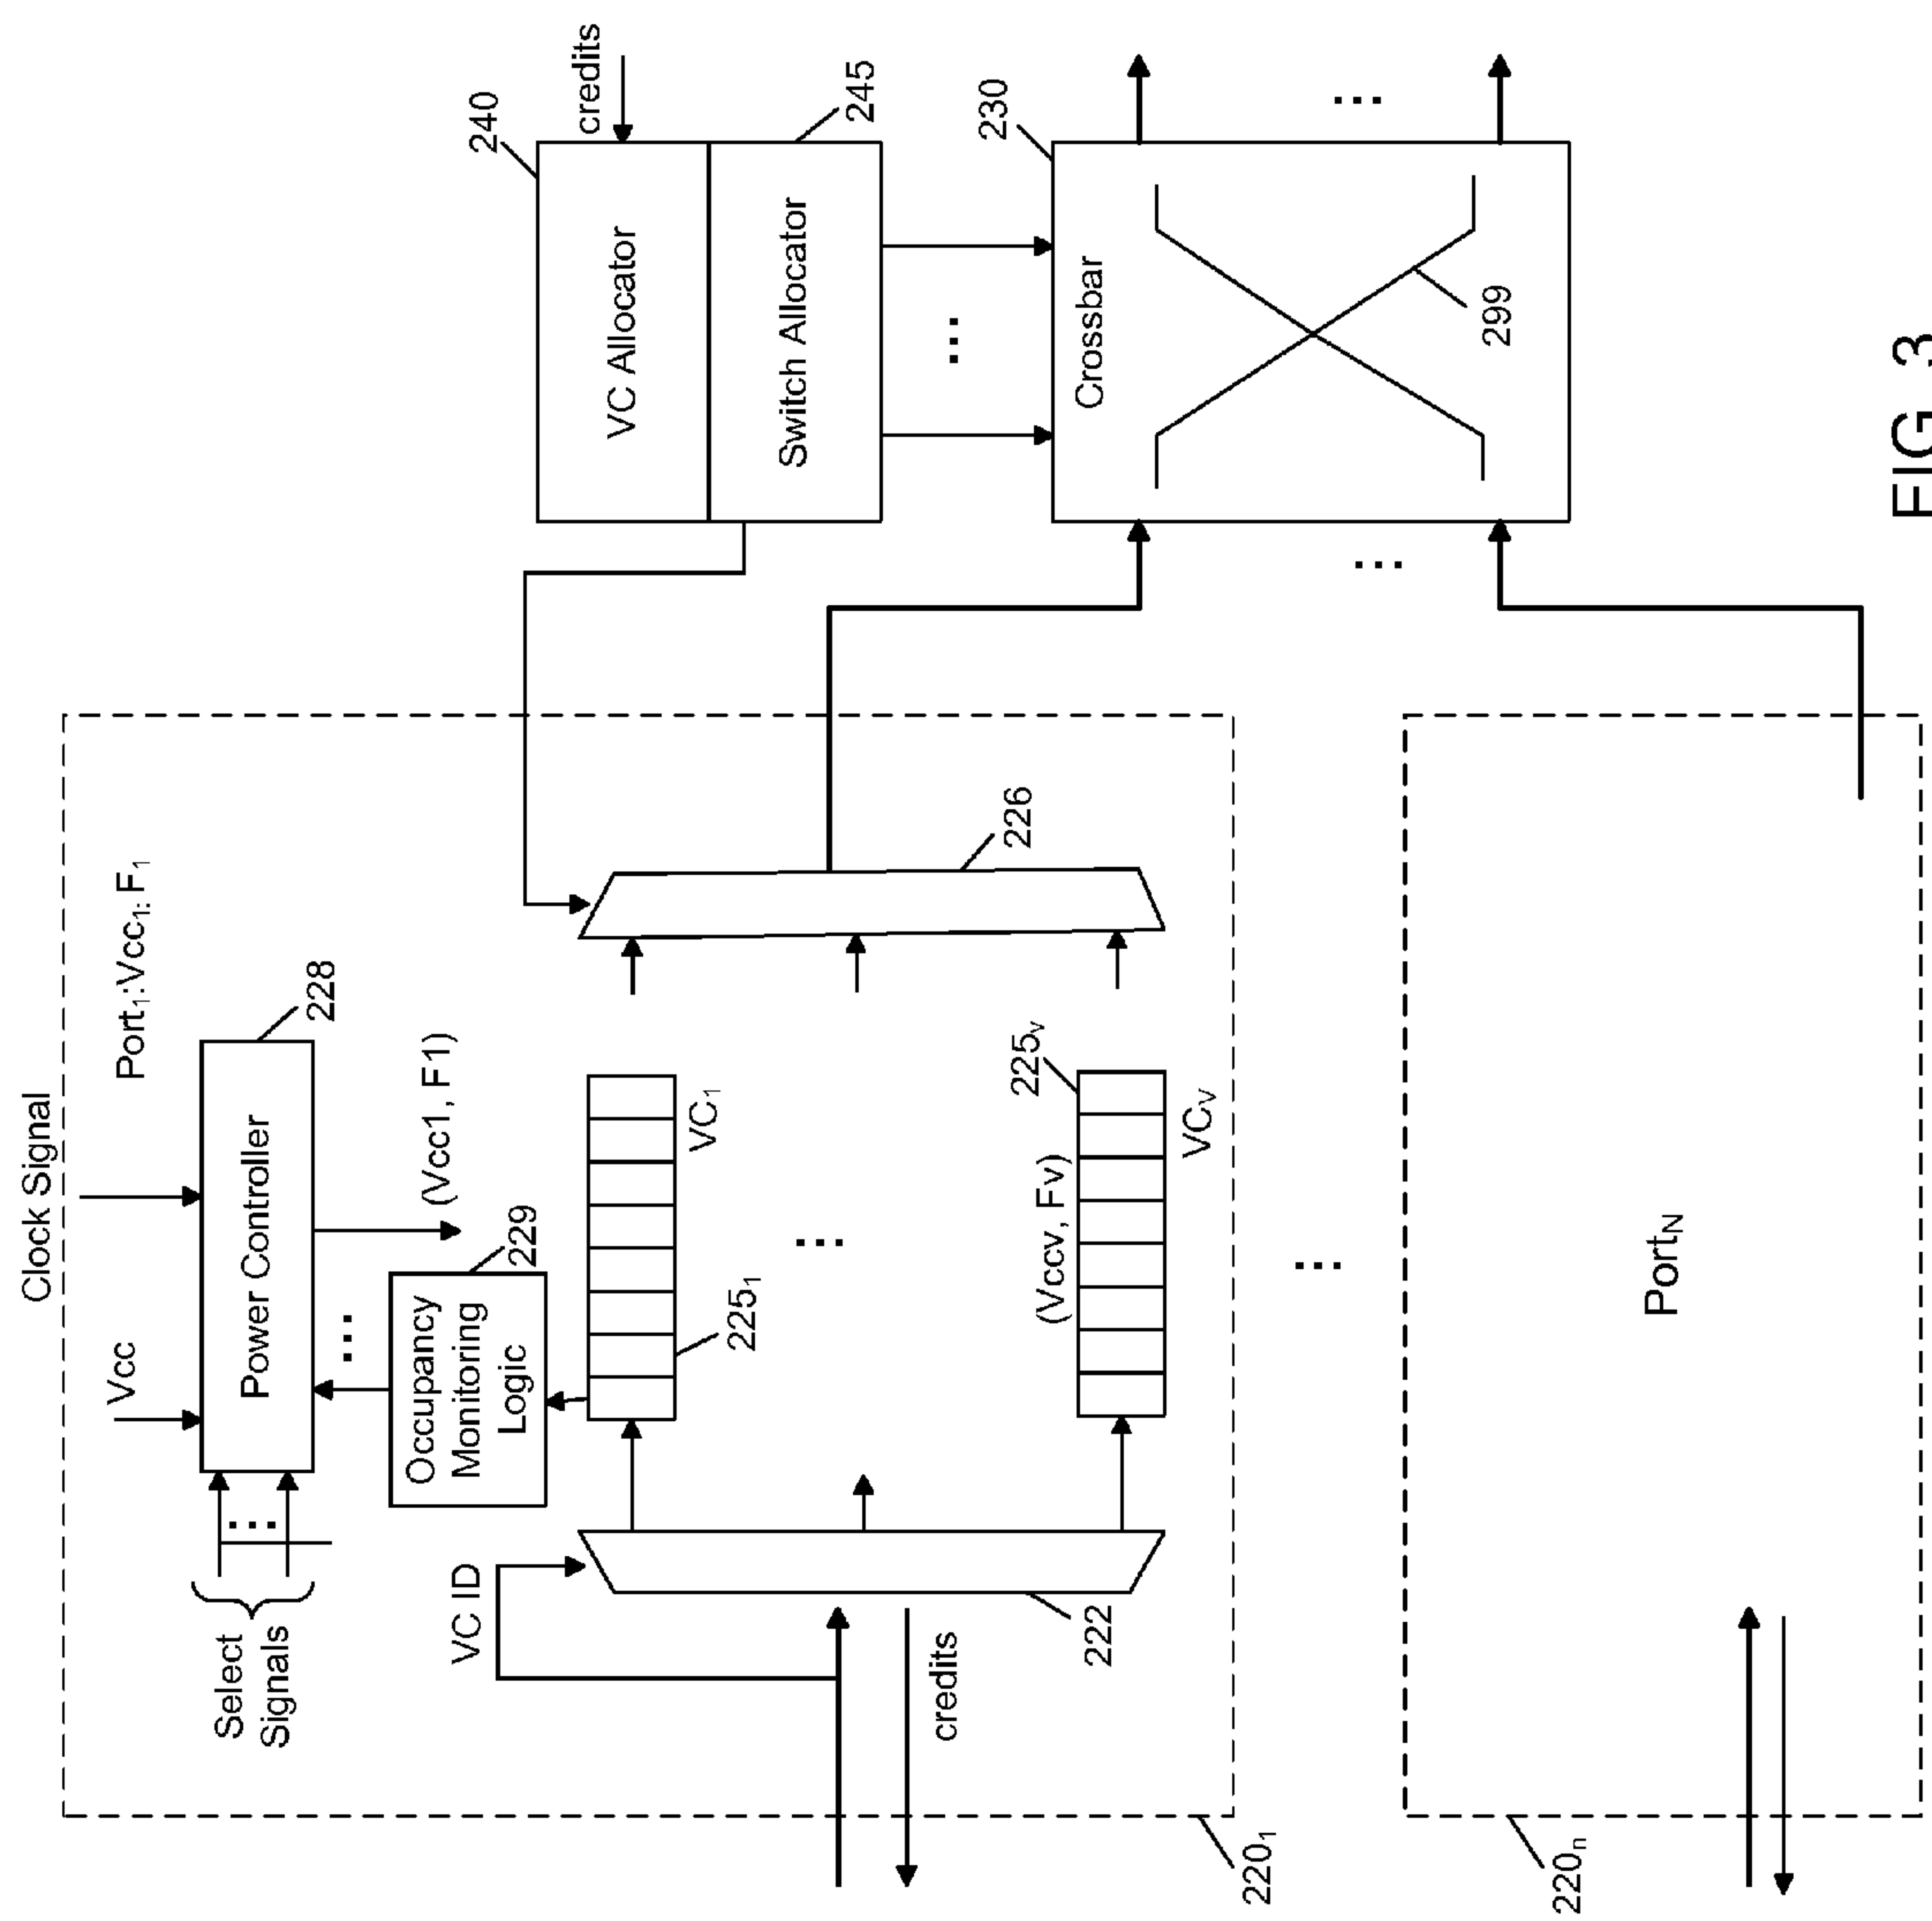 Clock Signal
Vcc
Port₁:Vcc₁: F₁
Select
Signals
Power Controller
228
(Vcc1, F1)
Occupancy
Monitoring
Logic
229
VC ID
225₁
VC₁
222
credits
(Vccv, Fv)
225ᵥ
VCᵥ
226
220₁
240
credits
VC Allocator
Switch Allocator
245
230
Crossbar
299
Port_N
220ₙ
FIG. 3